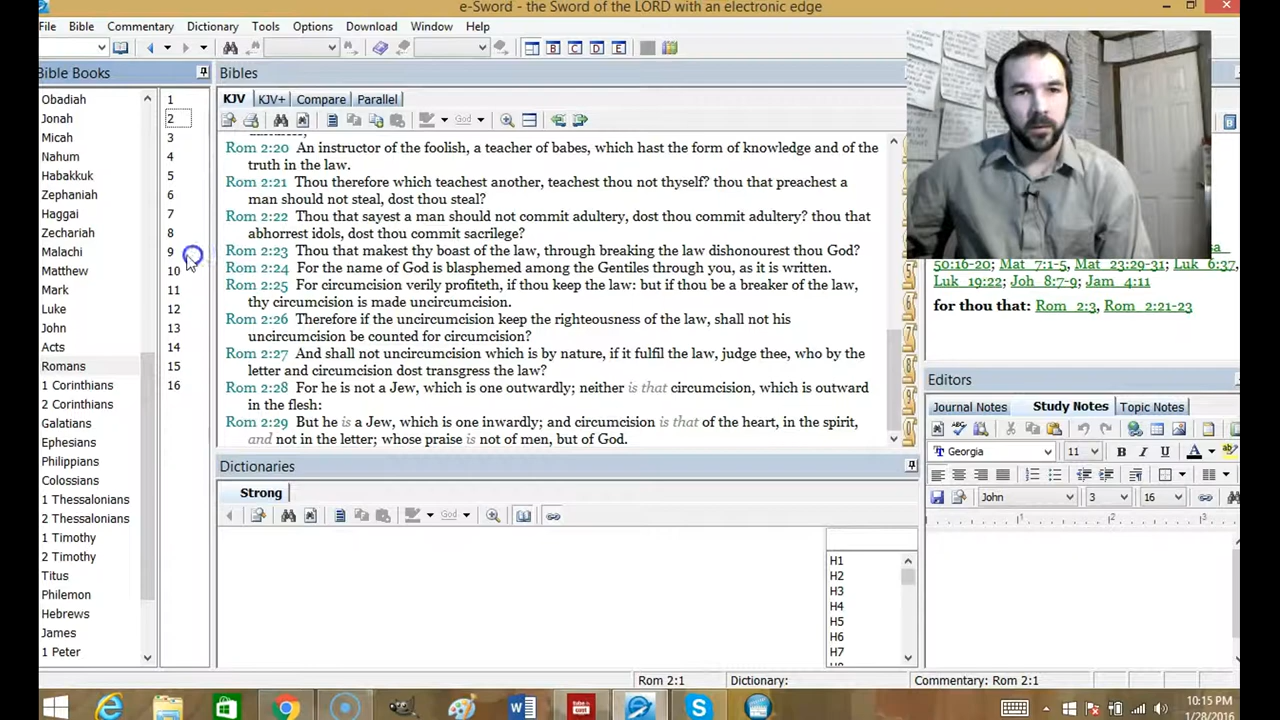 e-Sword - the Sword of the LORD with an electronic edge
File Bible Commentary Dictionary Tools Options Download Window Help
Bible Books
Bibles
KJV KJV+ Compare Parallel
God
Obadiah
Jonah
Micah
Nahum
Habakkuk
Zephaniah
Haggai
Zechariah
Malachi
Matthew
Mark
Luke
John
Acts
Romans
1 Corinthians
2 Corinthians
Galatians
Ephesians
Philippians
Colossians
1 Thessalonians
2 Thessalonians
1 Timothy
2 Timothy
Titus
Philemon
Hebrews
James
1 Peter
1
2
3
4
5
6
7
8
9
10
11
12
13
14
15
16
Rom 2:20 An instructor of the foolish, a teacher of babes, which hast the form of knowledge and of the
truth in the law.
Rom 2:21 Thou therefore which teachest another, teachest thou not thyself? thou that preachest a
man should not steal, dost thou steal?
Rom 2:22 Thou that sayest a man should not commit adultery, dost thou commit adultery? thou that
abhorrest idols, dost thou commit sacrilege?
Rom 2:23 Thou that makest thy boast of the law, through breaking the law dishonourest thou God?
Rom 2:24 For the name of God is blasphemed among the Gentiles through you, as it is written.
Rom 2:25 For circumcision verily profiteth, if thou keep the law: but if thou be a breaker of the law,
thy circumcision is made uncircumcision.
Rom 2:26 Therefore if the uncircumcision keep the righteousness of the law, shall not his
uncircumcision be counted for circumcision?
Rom 2:27 And shall not uncircumcision which is by nature, if it fulfil the law, judge thee, who by the
letter and circumcision dost transgress the law?
Rom 2:28 For he is not a Jew, which is one outwardly; neither is that circumcision, which is outward
in the flesh:
Rom 2:29 But he is a Jew, which is one inwardly; and circumcision is that of the heart, in the spirit,
and not in the letter; whose praise is not of men, but of God.
50:16-20; Mat_7:1-5, Mat_23:29-31; Luk_6:37,
Luk_19:22; Joh_8:7-9; Jam_4:11
for thou that: Rom_2:3, Rom_2:21-23
Dictionaries
Strong
God
H1
H2
H3
H4
H5
H6
H7
Editors
Journal Notes Study Notes Topic Notes
Georgia 11 B I U A
John 3 16
1 2 3
Rom 2:1 Dictionary: Commentary: Rom 2:1
10:15 PM
1/28/2016